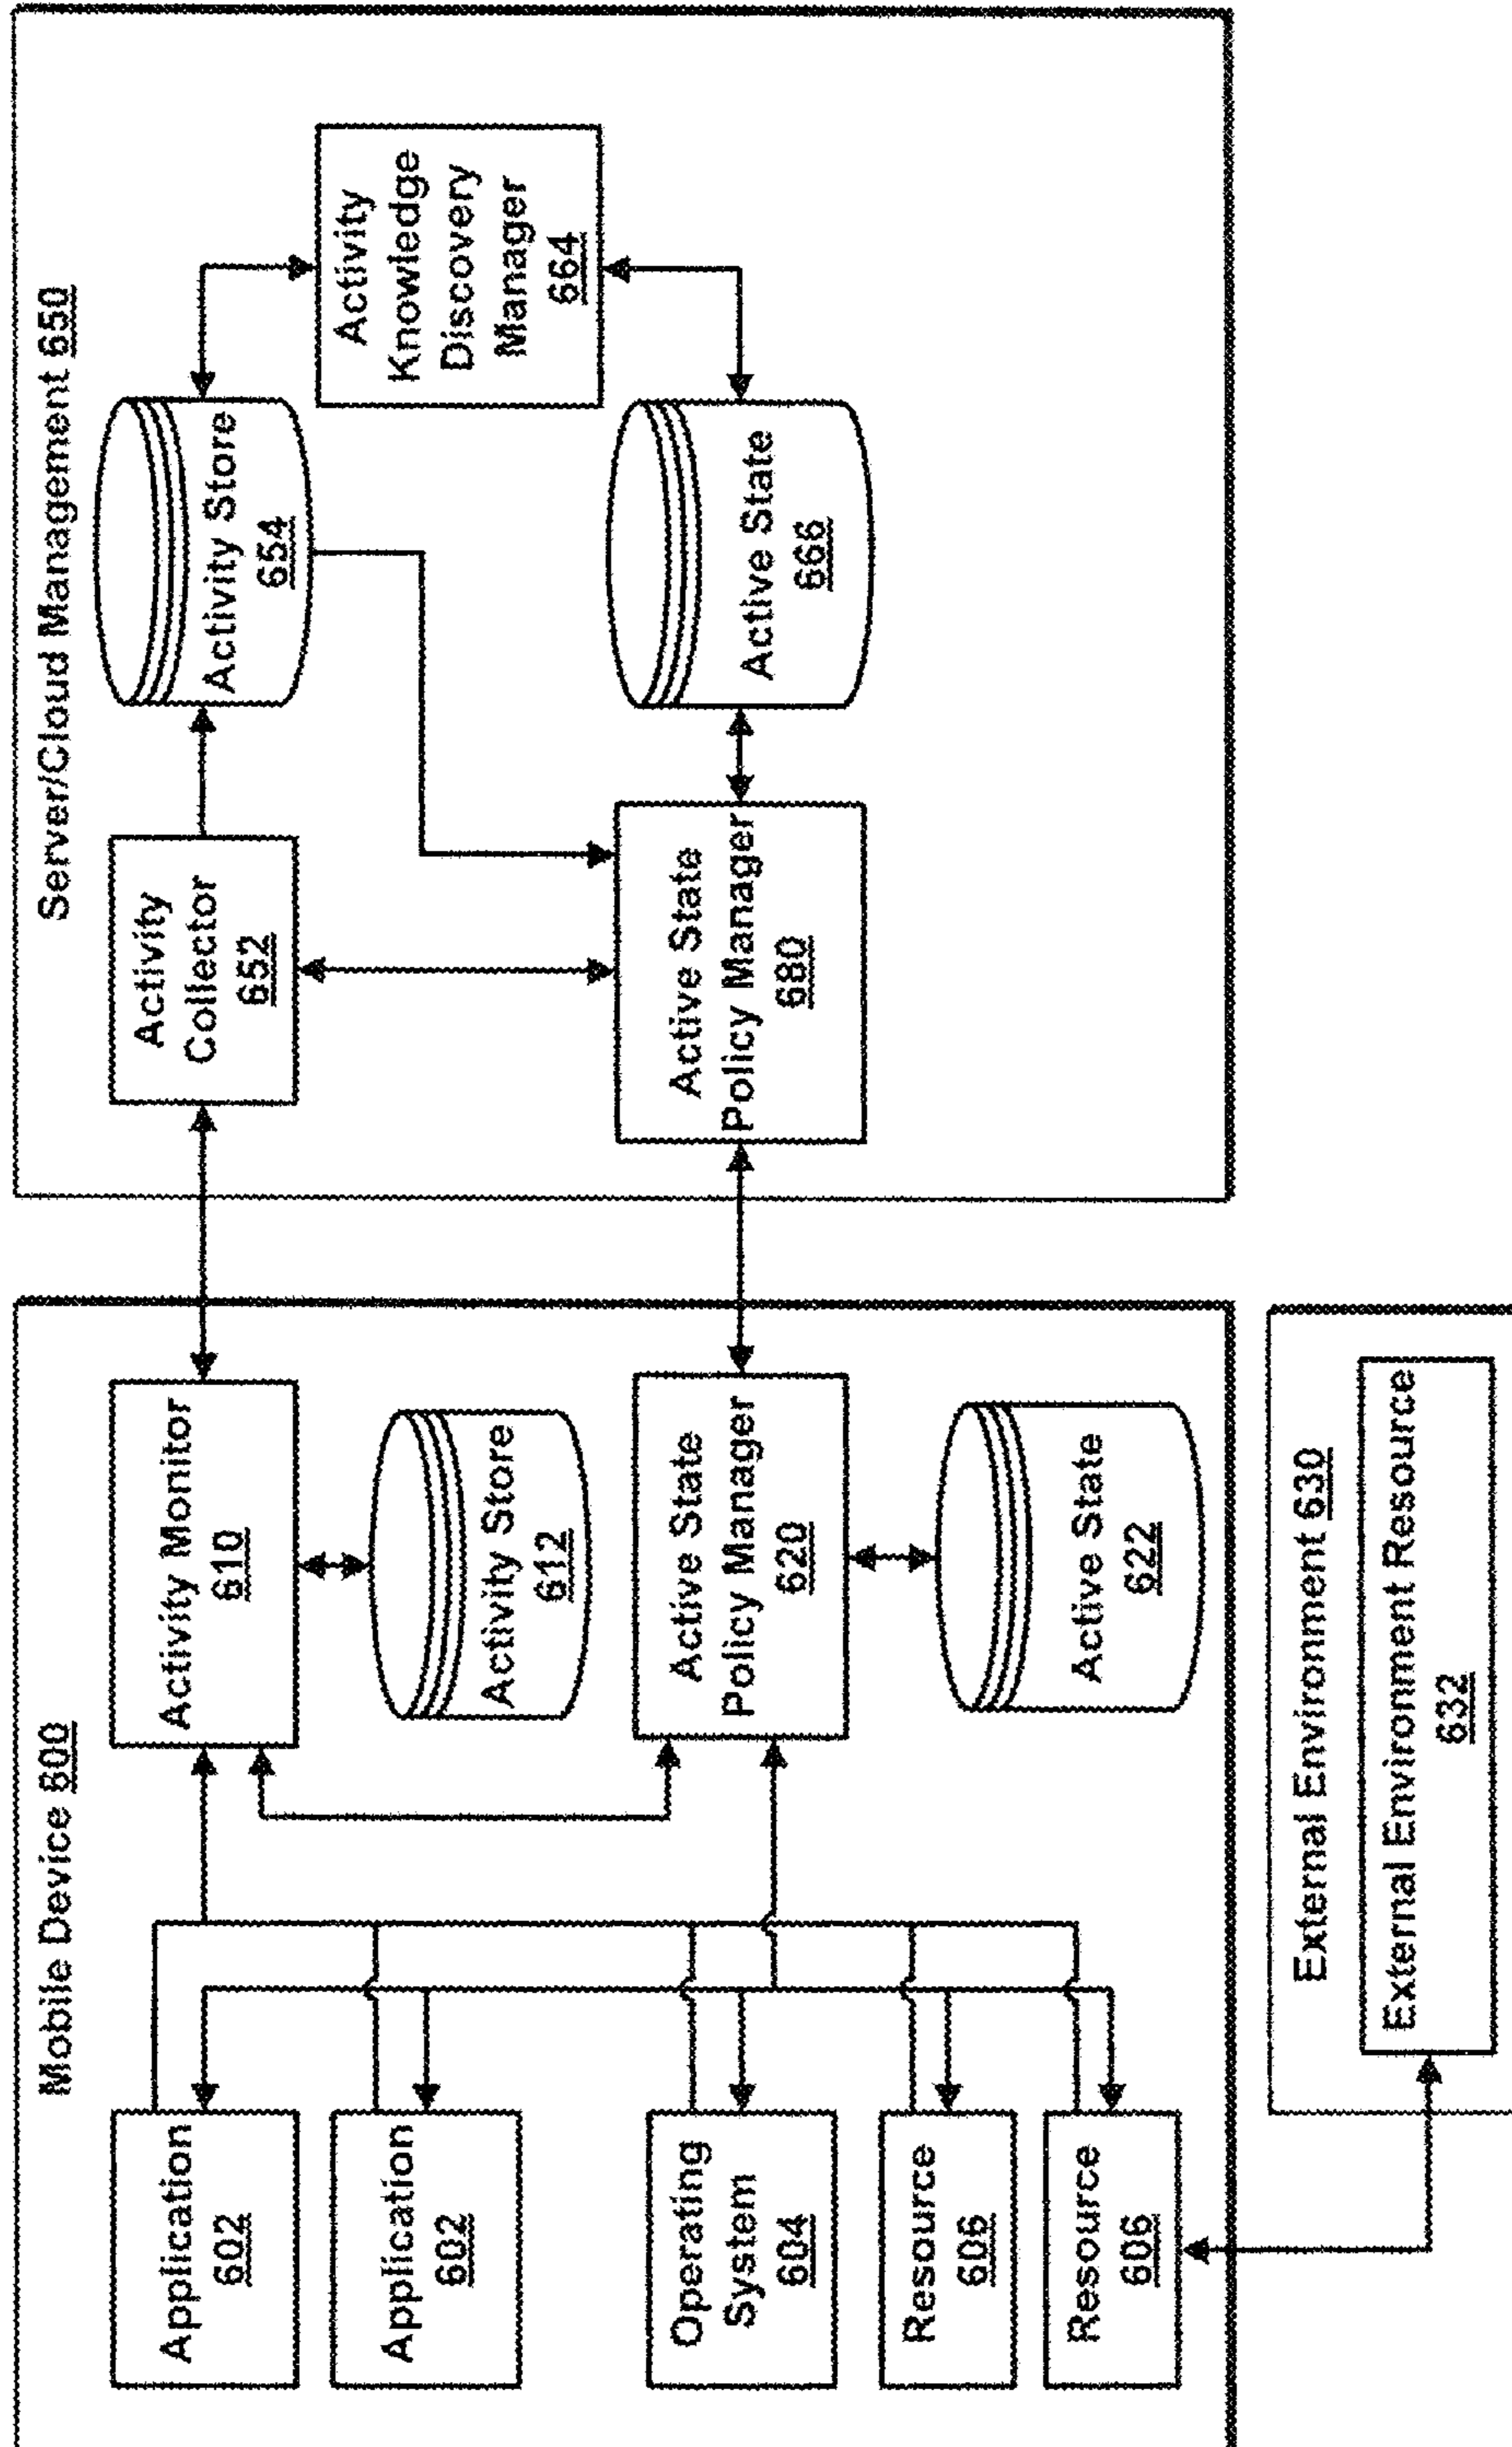 Mobile Device 600
Application
602
Application
602
Operating
System
604
Resource
606
Resource
606
Activity Monitor
610
Activity Store
612
Active State
Policy Manager
620
Active State
622
External Environment 630
External Environment Resource
632
Server/Cloud Management 650
Activity
Collector
652
Activity Store
654
Active State
Policy Manager
680
Active State
666
Activity
Knowledge
Discovery
Manager
664